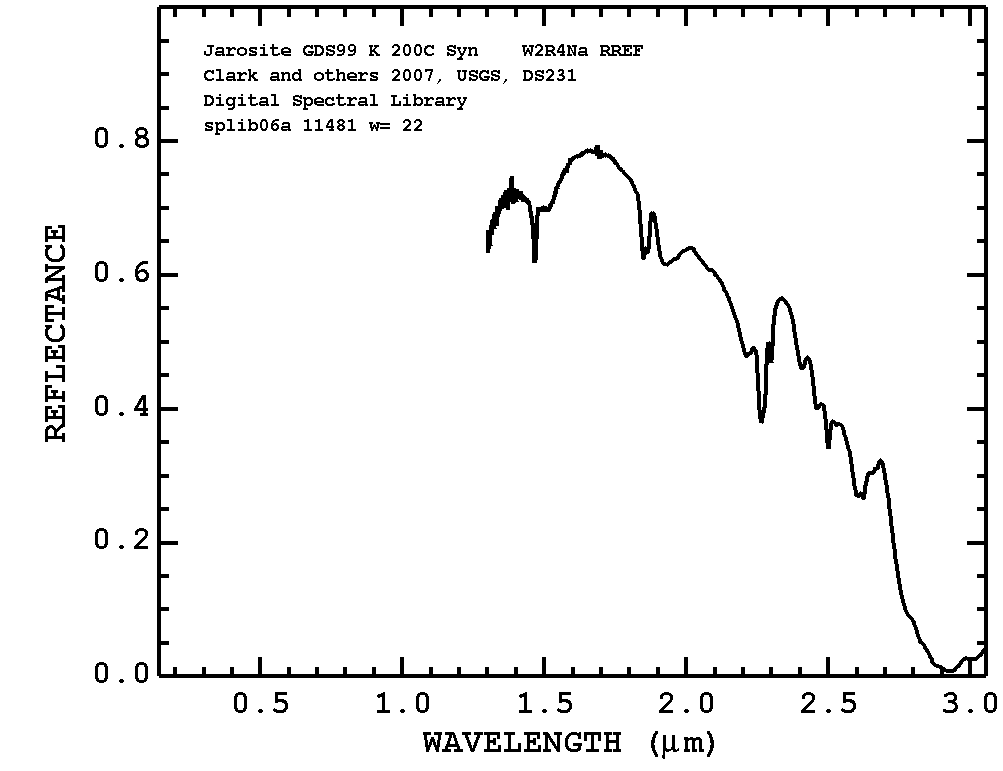 Jarosite GDS99 K 200C Syn    W2R4Na RREF
Clark and others 2007, USGS, DS231
Digital Spectral Library
splib06a 11481 w= 22
0.8
0.6
0.4
0.2
0.0
REFLECTANCE
0.5 1.0 1.5 2.0 2.5 3.0
WAVELENGTH (μm)